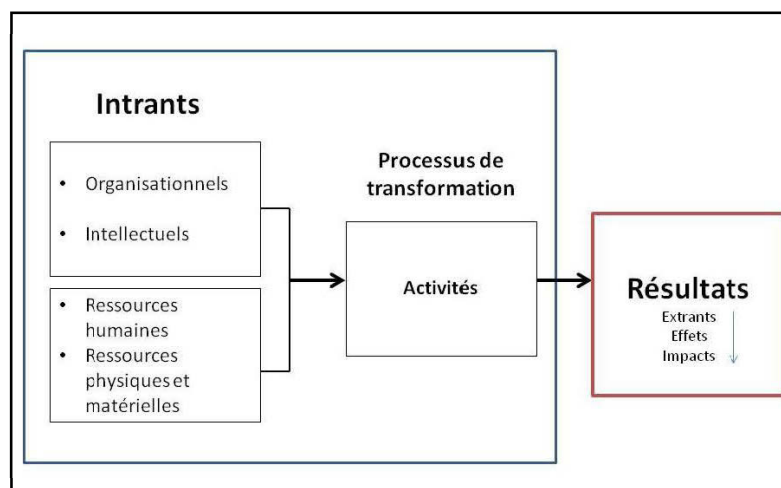 Intrants
• Organisationnels
• Intellectuels
• Ressources
humaines
• Ressources
physiques et
matérielles
Processus de
transformation
Activités
Résultats
Extrants
Effets
Impacts